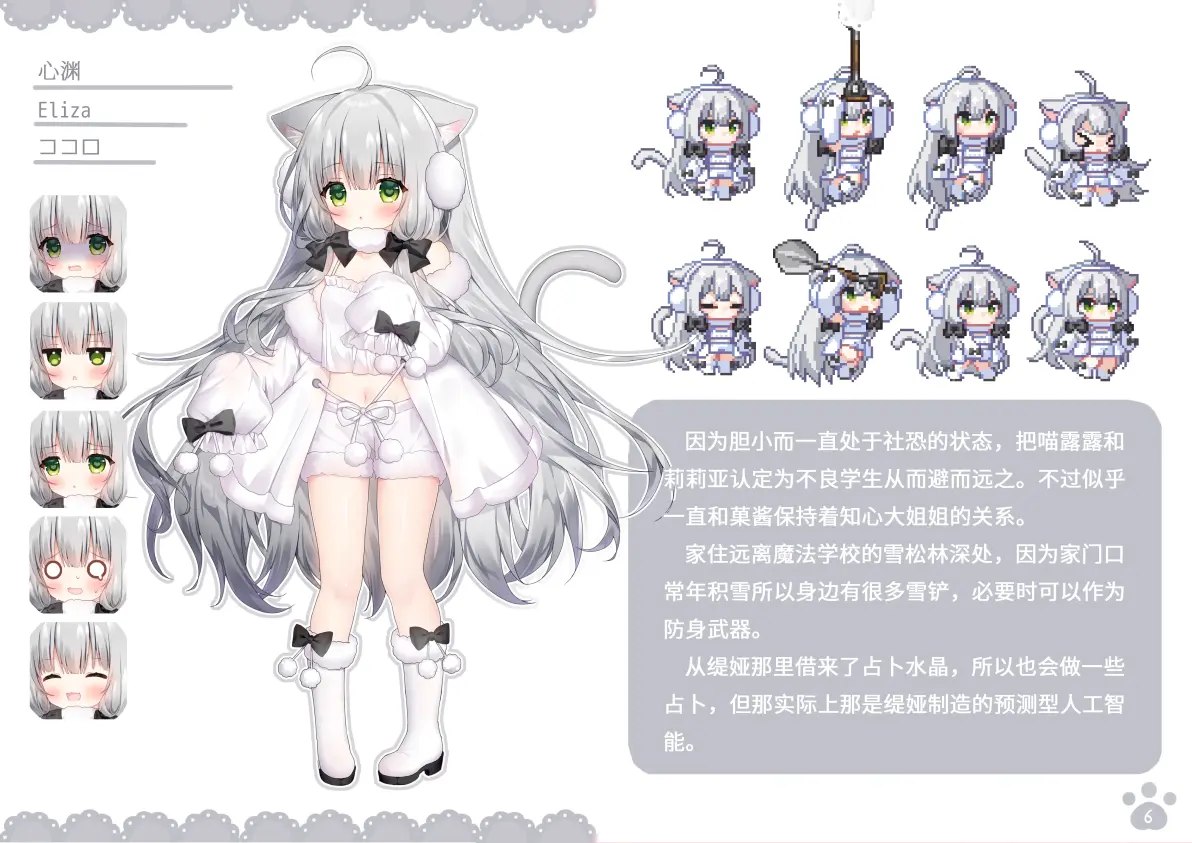 心渊
Eliza
ココロ
因为胆小而一直处于社恐的状态，把喵露露和
莉莉亚认定为不良学生从而避而远之。不过似乎
一直和菓酱保持着知心大姐姐的关系。
家住远离魔法学校的雪松林深处，因为家门口
常年积雪所以身边有很多雪铲，必要时可以作为
防身武器。
从缇娅那里借来了占卜水晶，所以也会做一些
占卜，但那实际上那是缇娅制造的预测型人工智
能。
6